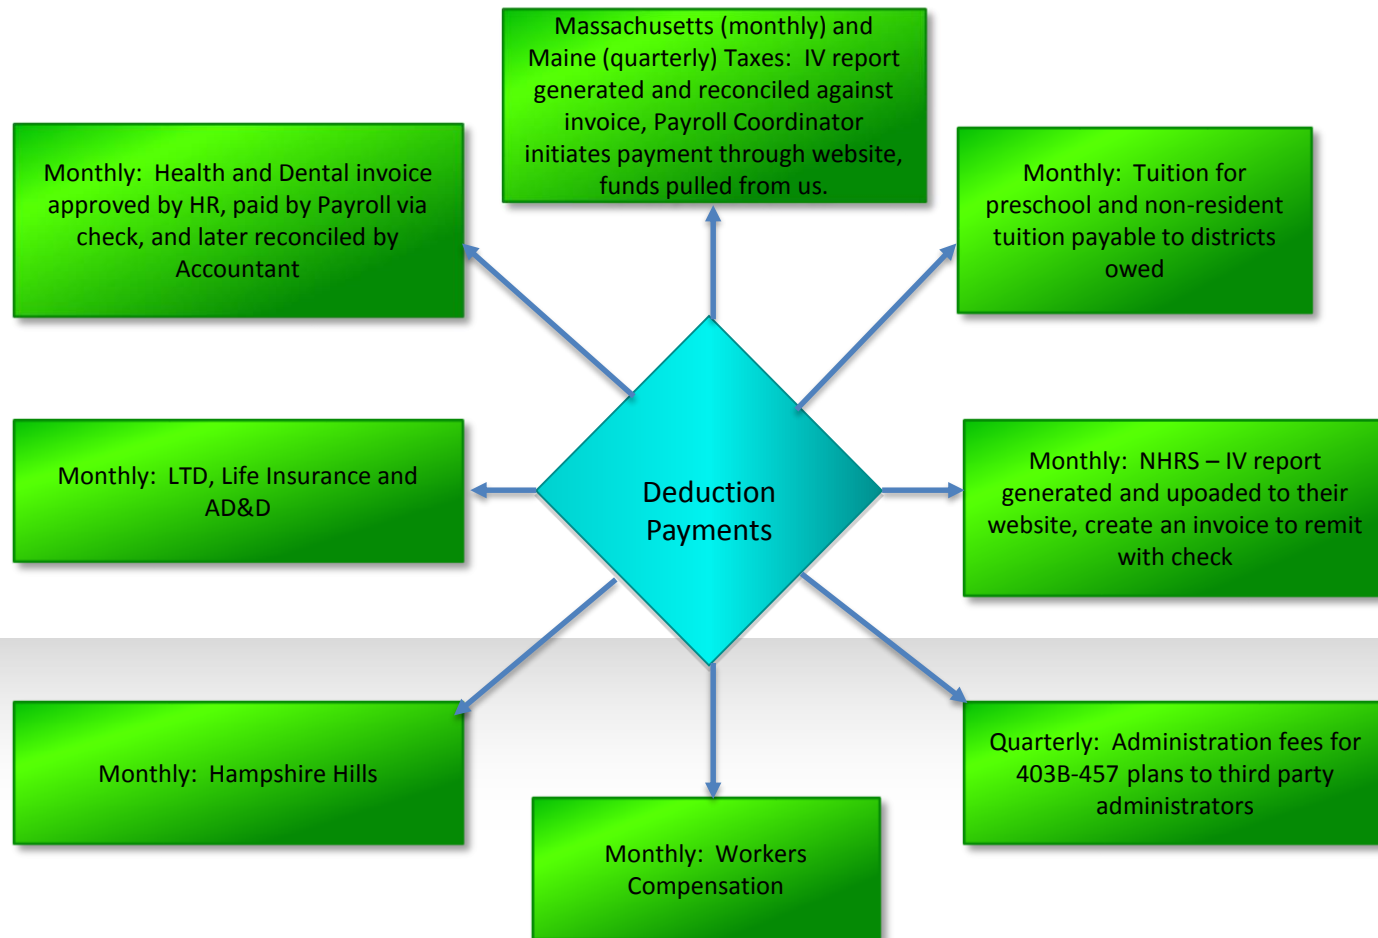 Massachusetts (monthly) and
Maine (quarterly) Taxes:  IV report
generated and reconciled against
invoice, Payroll Coordinator
initiates payment through website,
funds pulled from us.
Monthly:  Health and Dental invoice
approved by HR, paid by Payroll via
check, and later reconciled by
Accountant
Monthly:  Tuition for
preschool and non-resident
tuition payable to districts
owed
Monthly:  LTD, Life Insurance and
AD&D
Deduction
Payments
Monthly:  NHRS – IV report
generated and upoaded to their
website, create an invoice to remit
with check
Monthly:  Hampshire Hills
Quarterly:  Administration fees for
403B-457 plans to third party
administrators
Monthly:  Workers
Compensation